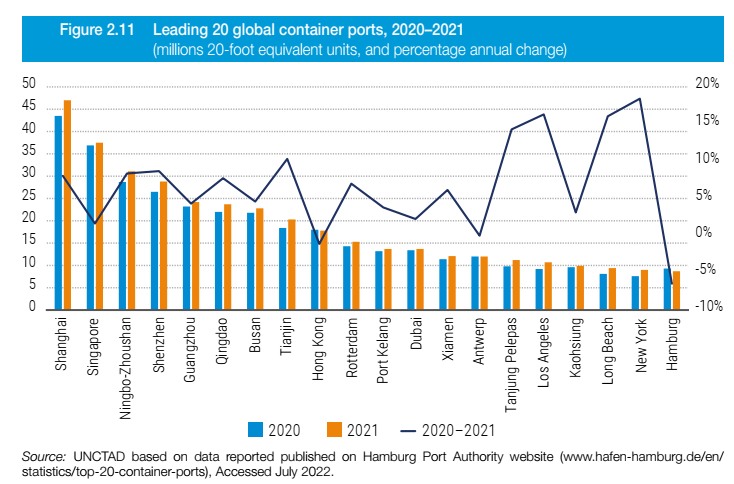 Figure 2.11 Leading 20 global container ports, 2020–2021
(millions 20-foot equivalent units, and percentage annual change)
50
45
40
35
30
25
20
15
10
5
0
20%
15%
10%
5%
0%
-5%
-10%
Shanghai
Singapore
Ningbo-Zhoushan
Shenzhen
Guangzhou
Qingdao
Busan
Tianjin
Hong Kong
Rotterdam
Port Kelang
Dubai
Xiamen
Antwerp
Tanjung Pelepas
Los Angeles
Kaohsiung
Long Beach
New York
Hamburg
2020 2021 2020–2021
Source: UNCTAD based on data reported published on Hamburg Port Authority website (www.hafen-hamburg.de/en/
statistics/top-20-container-ports), Accessed July 2022.